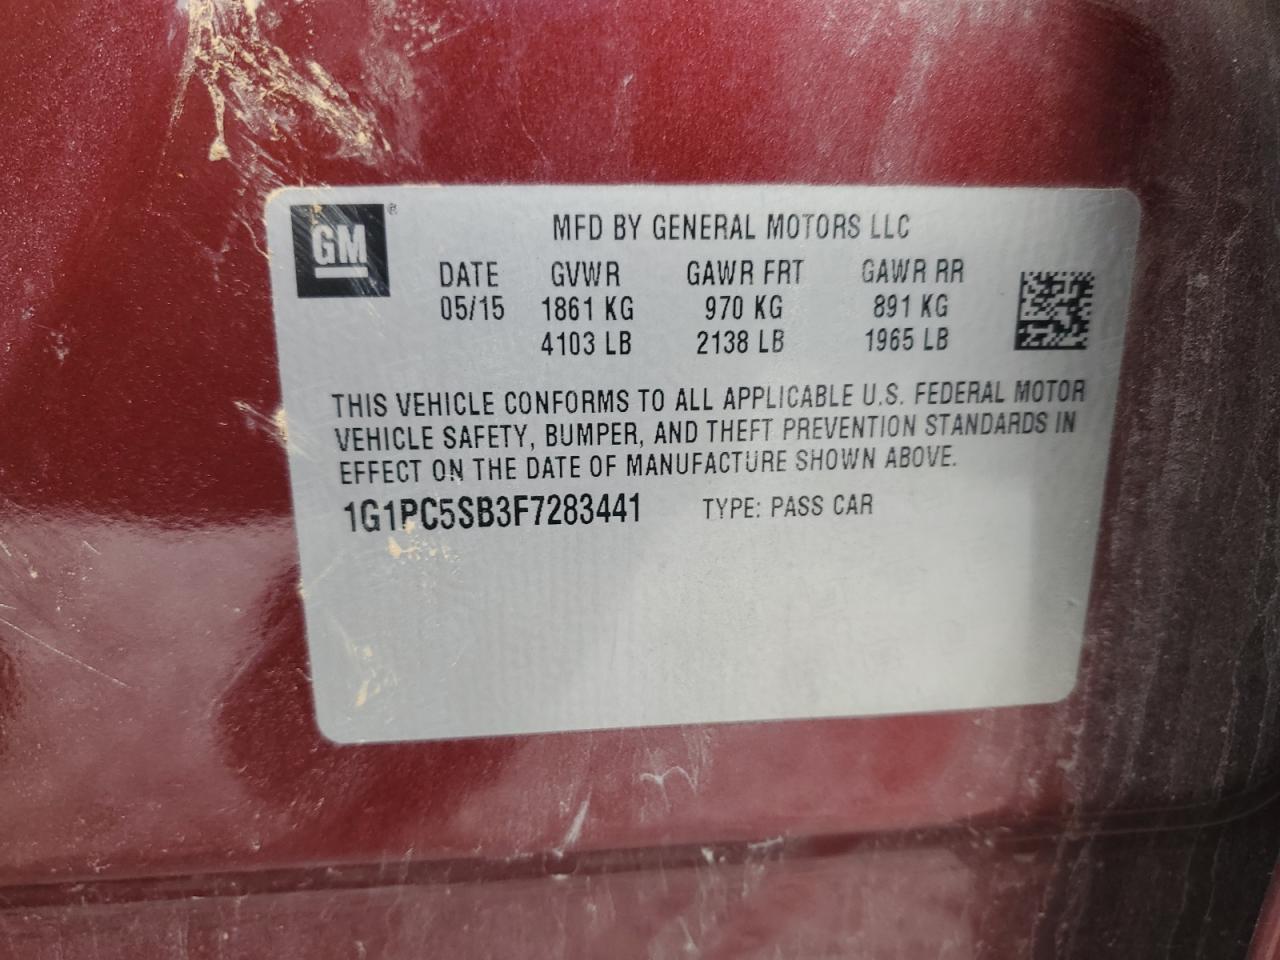 GM ®
MFD BY GENERAL MOTORS LLC
DATE GVWR GAWR FRT GAWR RR
05/15 1861 KG 970 KG 891 KG
4103 LB 2138 LB 1965 LB
THIS VEHICLE CONFORMS TO ALL APPLICABLE U.S. FEDERAL MOTOR
VEHICLE SAFETY, BUMPER, AND THEFT PREVENTION STANDARDS IN
EFFECT ON THE DATE OF MANUFACTURE SHOWN ABOVE.
1G1PC5SB3F7283441 TYPE: PASS CAR